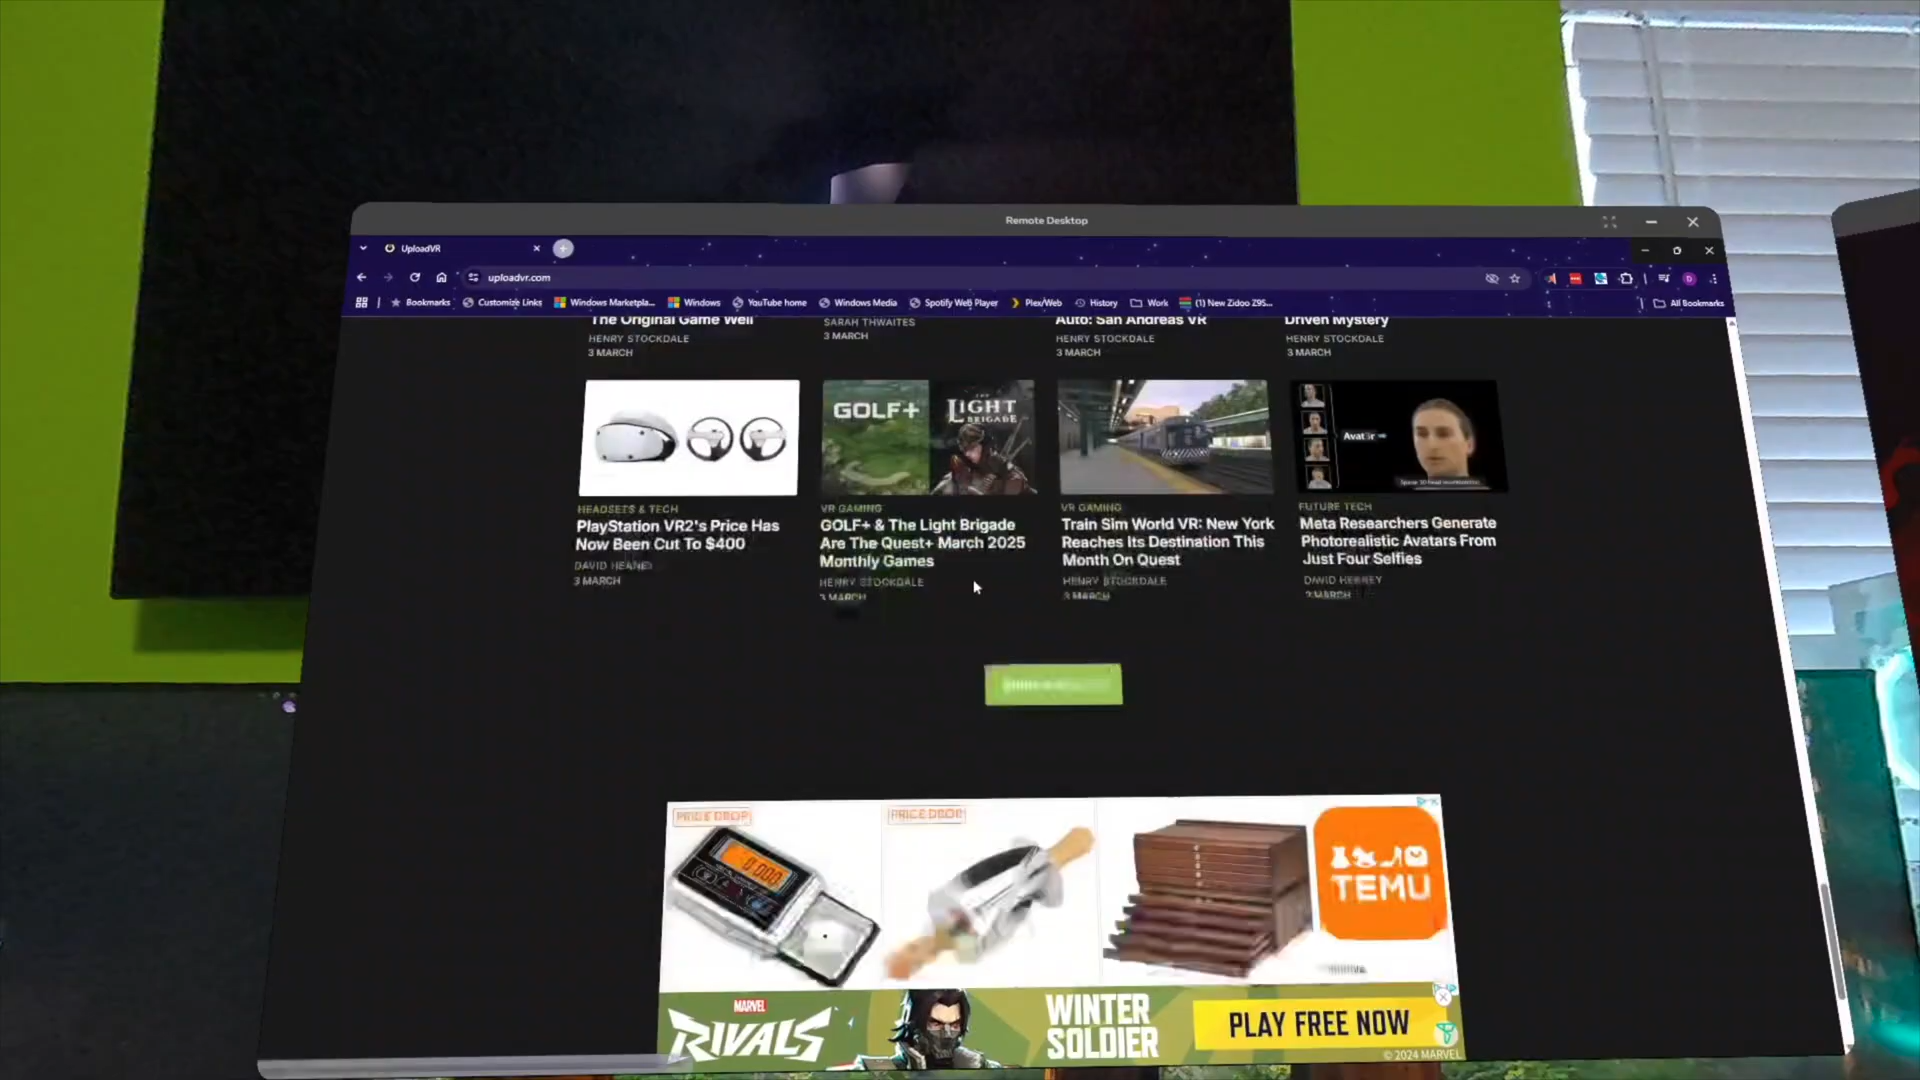 Remote Desktop
UploadVR
uploadvr.com
Bookmarks
Customize Links
Windows Marketpla...
Windows
YouTube home
Windows Media
Spotify Web Player
Plex/Web
History
Work
(1) New Zidoo Z9S...
All Bookmarks
The Original Game Well
HENRY STOCKDALE
3 MARCH
SARAH THWAITES
3 MARCH
Auto: San Andreas VR
HENRY STOCKDALE
3 MARCH
Driven Mystery
HENRY STOCKDALE
3 MARCH
GOLF+
LIGHT
BRIGADE
HEADSETS & TECH
PlayStation VR2's Price Has
Now Been Cut To $400
DAVID HEANEY
3 MARCH
VR GAMING
GOLF+ & The Light Brigade
Are The Quest+ March 2025
Monthly Games
HENRY STOCKDALE
3 MARCH
VR GAMING
Train Sim World VR: New York
Reaches Its Destination This
Month On Quest
HENRY STOCKDALE
3 MARCH
FUTURE TECH
Meta Researchers Generate
Photorealistic Avatars From
Just Four Selfies
DAVID HEANEY
3 MARCH
PRICE DROP
0.000
PRICE DROP
TEMU
MARVEL
RIVALS
WINTER
SOLDIER
PLAY FREE NOW
© 2024 MARVEL